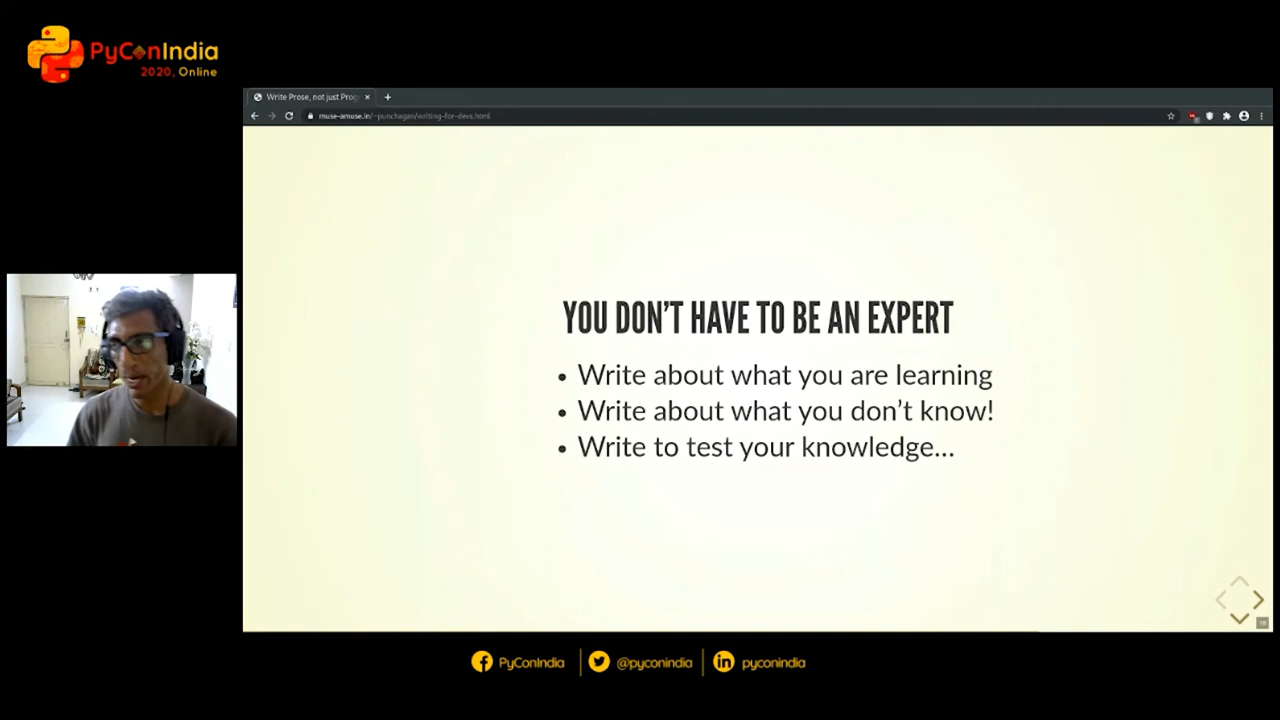 PyConIndia
2020, Online
Write Prose, not just Prog
muse-amuse.in/~punchagan/writing-for-devs.html
YOU DON'T HAVE TO BE AN EXPERT
• Write about what you are learning
• Write about what you don't know!
• Write to test your knowledge...
PyConIndia
@pyconindia
pyconindia